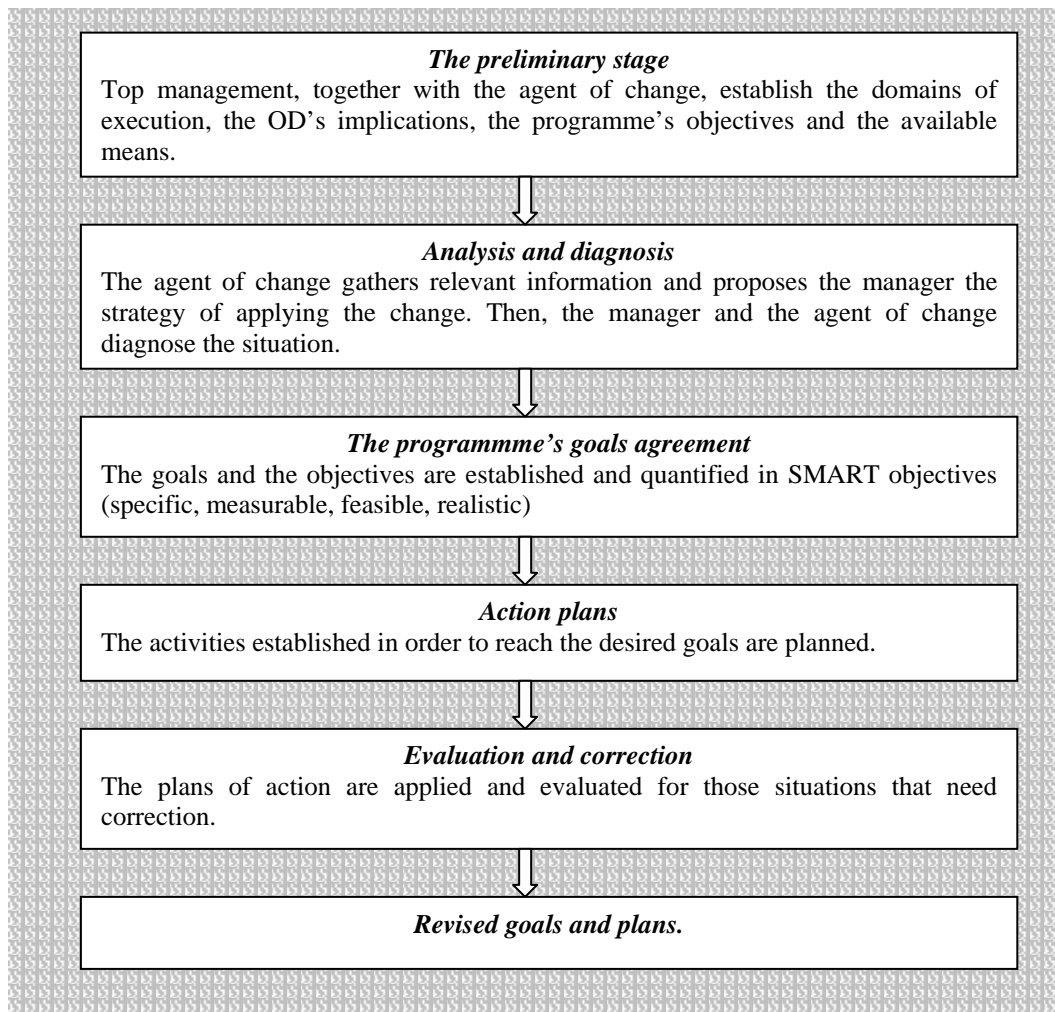 The preliminary stage
Top management, together with the agent of change, establish the domains of
execution, the OD’s implications, the programme’s objectives and the available
means.
Analysis and diagnosis
The agent of change gathers relevant information and proposes the manager the
strategy of applying the change. Then, the manager and the agent of change
diagnose the situation.
The programmme’s goals agreement
The goals and the objectives are established and quantified in SMART objectives
(specific, measurable, feasible, realistic)
Action plans
The activities established in order to reach the desired goals are planned.
Evaluation and correction
The plans of action are applied and evaluated for those situations that need
correction.
Revised goals and plans.